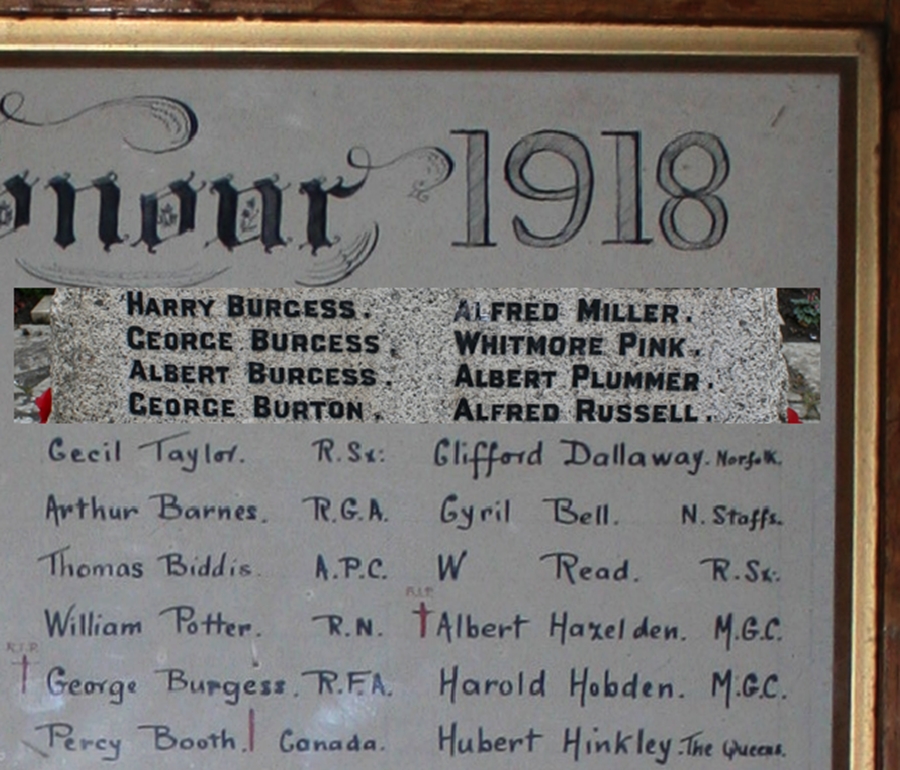 onour 1918
HARRY BURGESS. ALFRED MILLER.
GEORGE BURGESS. WHITMORE PINK.
ALBERT BURGESS. ALBERT PLUMMER.
GEORGE BURTON. ALFRED RUSSELL.
Cecil Taylor. R.Sx: Clifford Dallaway. Norfolk.
Arthur Barnes. R.G.A. Cyril Bell. N. Staffs.
Thomas Biddis. A.P.C. W Read. R.Sx.
R.I.P.
William Potter. R.N. Albert Hazelden. M.G.C.
R.I.P.
George Burgess. R.F.A. Harold Hobden. M.G.C.
Percy Booth. Canada. Hubert Hinkley. The Queens.